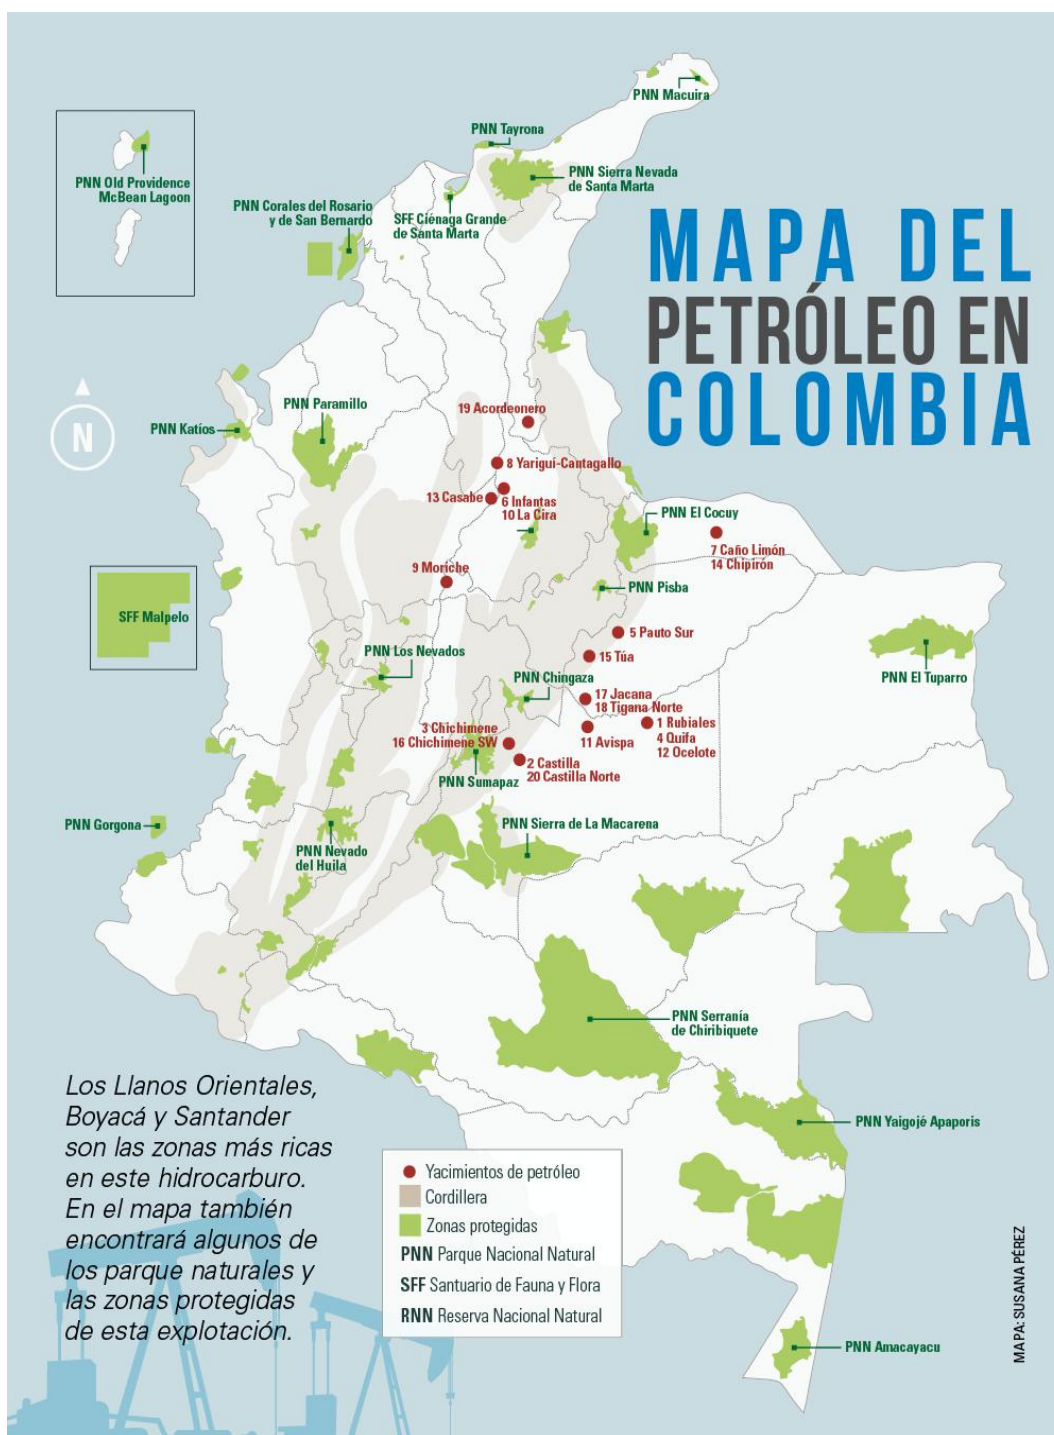 MAPA DEL
PETRÓLEO EN
COLOMBIA
PNN Macuira
PNN Tayrona
PNN Sierra Nevada
de Santa Marta
PNN Old Providence
McBean Lagoon
PNN Corales del Rosario
y de San Bernardo
SFF Ciénaga Grande
de Santa Marta
N
PNN Paramillo
PNN Katíos
19 Acordeonero
8 Yariguí-Cantagallo
13 Casabe
6 Infantas
10 La Cira
PNN El Cocuy
7 Caño Limón
14 Chipirón
9 Moriche
PNN Pisba
SFF Malpelo
5 Pauto Sur
15 Túa
PNN Los Nevados
PNN Chingaza
PNN El Tuparro
17 Jacana
18 Tigana Norte
1 Rubiales
4 Quifa
12 Ocelote
3 Chichimene
16 Chichimene SW
11 Avispa
2 Castilla
20 Castilla Norte
PNN Sumapaz
PNN Gorgona
PNN Sierra de La Macarena
PNN Nevado
del Huila
PNN Serranía
de Chiribiquete
PNN Yaigojé Apaporis
PNN Amacayacu
Los Llanos Orientales,
Boyacá y Santander
son las zonas más ricas
en este hidrocarburo.
En el mapa también
encontrará algunos de
los parque naturales y
las zonas protegidas
de esta explotación.
Yacimientos de petróleo
Cordillera
Zonas protegidas
PNN Parque Nacional Natural
SFF Santuario de Fauna y Flora
RNN Reserva Nacional Natural
MAPA: SUSANA PÉREZ